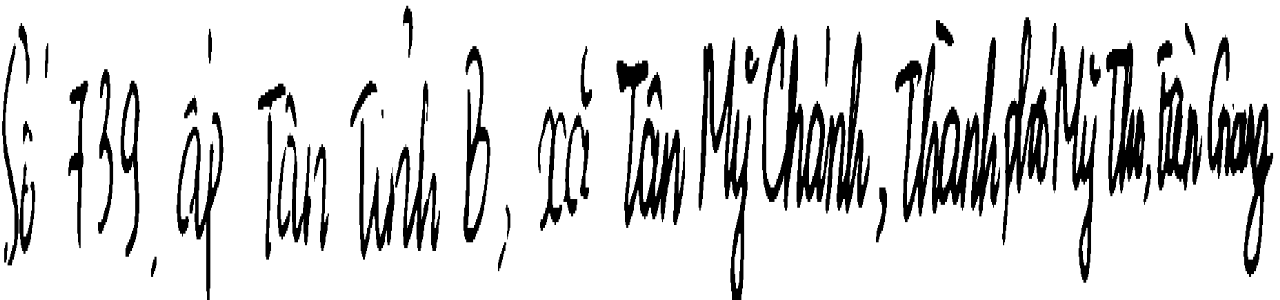 Số 739, ấp Tân Tỉnh B, xã Tân Mỹ Chánh, Thành phố Mỹ Tho, Tiền Giang